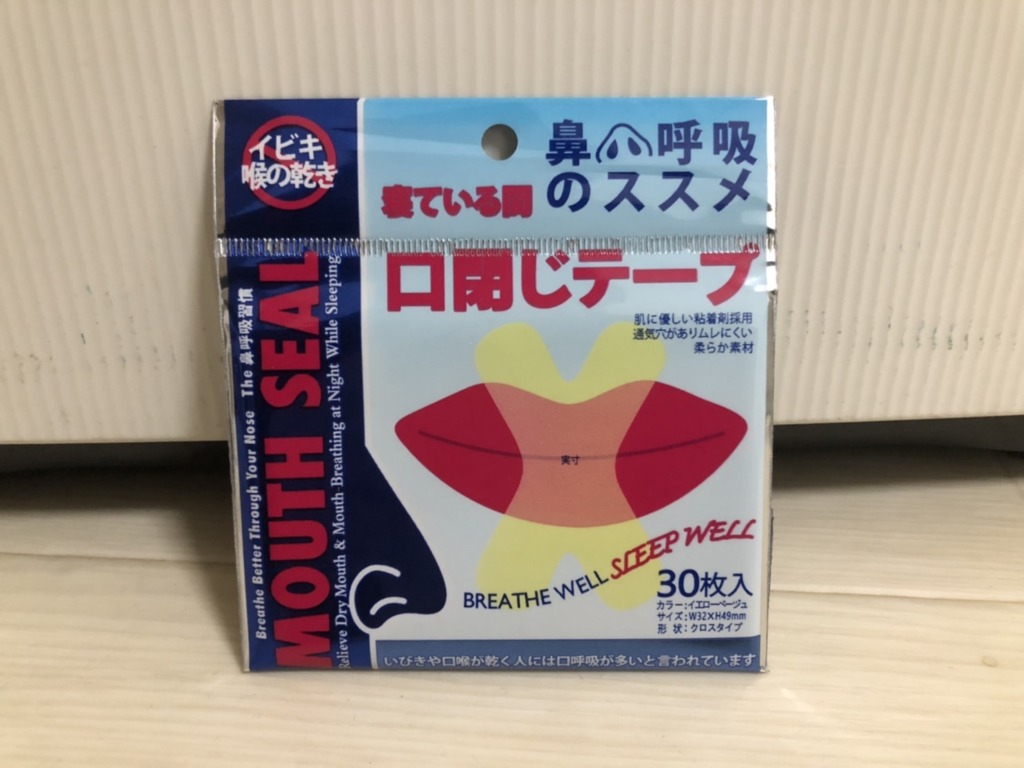 イビキ
喉の乾き
鼻呼吸
のススメ
寝ている間
口閉じテープ
肌に優しい粘着剤採用
通気穴がありムレにくい
柔らか素材
実寸
BREATHE WELL SLEEP WELL
30枚入
カラー:イエローベージュ
サイズ:W32×H49mm
形 状:クロスタイプ
いびきや口喉が乾く人には口呼吸が多いと言われています
Breathe Better Through Your Nose The 鼻呼吸習慣
MOUTH SEAL
Relieve Dry Mouth & Mouth-Breathing at Night While Sleeping